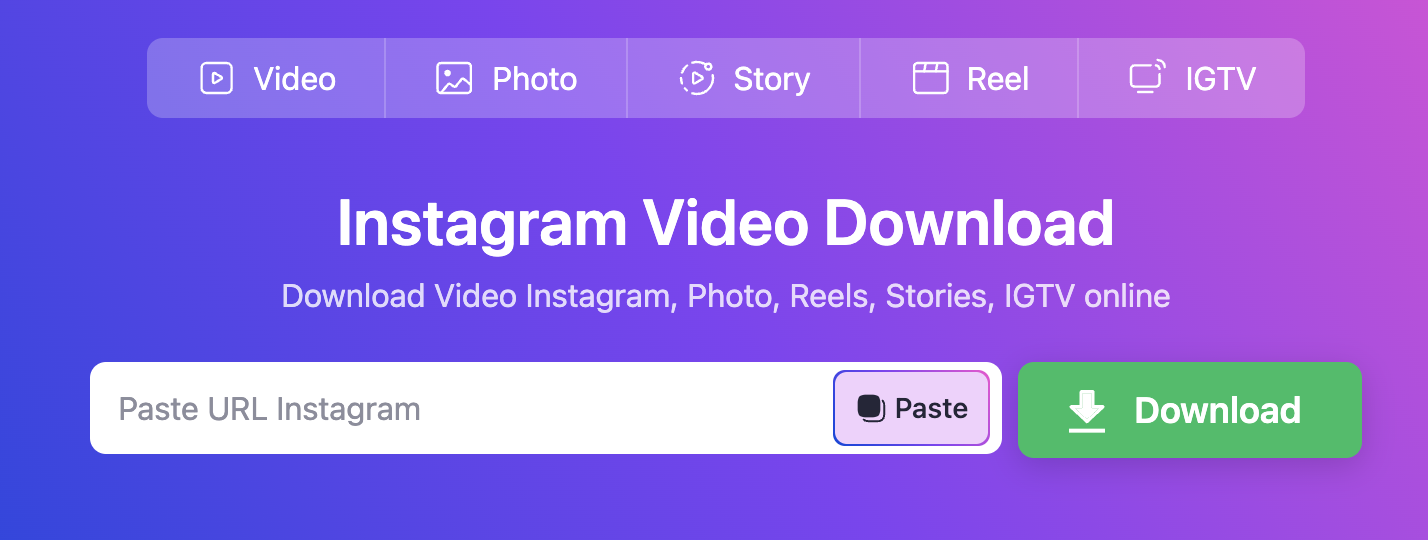 Video Photo Story Reel IGTV
Instagram Video Download
Download Video Instagram, Photo, Reels, Stories, IGTV online
Paste URL Instagram Paste Download